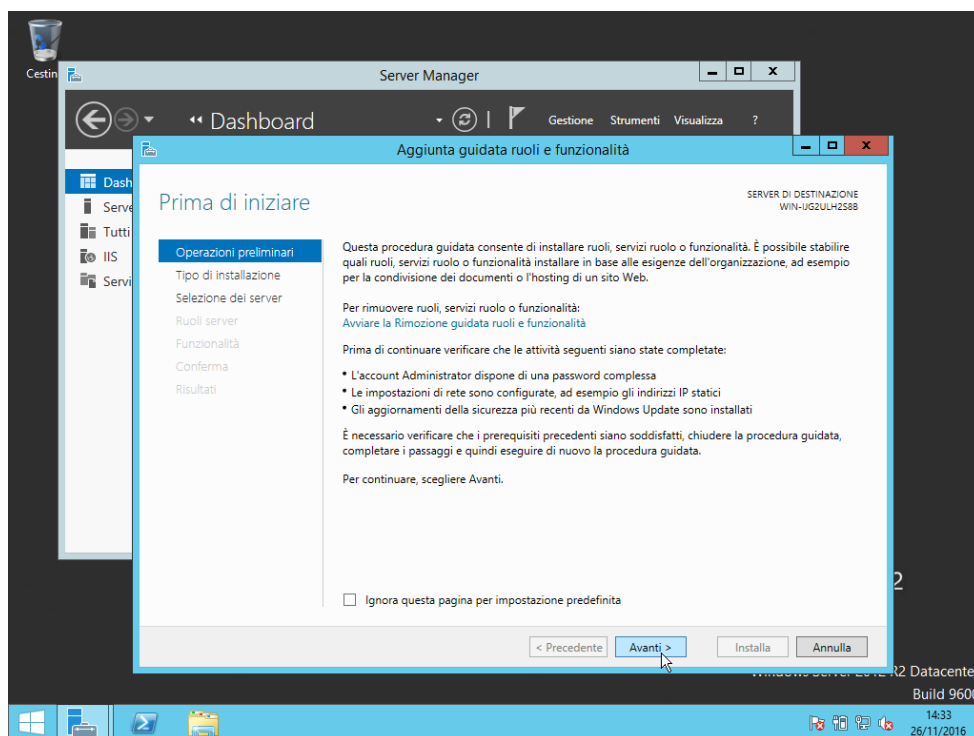 Cestin
Server Manager
Dashboard
Gestione Strumenti Visualizza ?
Aggiunta guidata ruoli e funzionalità
Dash
Serve
Tutti
IIS
Servi
Prima di iniziare
SERVER DI DESTINAZIONE
WIN-IJG2ULH2S8B
Operazioni preliminari
Tipo di installazione
Selezione dei server
Ruoli server
Funzionalità
Conferma
Risultati
Questa procedura guidata consente di installare ruoli, servizi ruolo o funzionalità. È possibile stabilire
quali ruoli, servizi ruolo o funzionalità installare in base alle esigenze dell'organizzazione, ad esempio
per la condivisione dei documenti o l'hosting di un sito Web.
Per rimuovere ruoli, servizi ruolo o funzionalità:
Avviare la Rimozione guidata ruoli e funzionalità
Prima di continuare verificare che le attività seguenti siano state completate:
• L'account Administrator dispone di una password complessa
• Le impostazioni di rete sono configurate, ad esempio gli indirizzi IP statici
• Gli aggiornamenti della sicurezza più recenti da Windows Update sono installati
È necessario verificare che i prerequisiti precedenti siano soddisfatti, chiudere la procedura guidata,
completare i passaggi e quindi eseguire di nuovo la procedura guidata.
Per continuare, scegliere Avanti.
Ignora questa pagina per impostazione predefinita
< Precedente Avanti > Installa Annulla
2
Windows Server 2012 R2 Datacente
Build 9600
14:33
26/11/2016